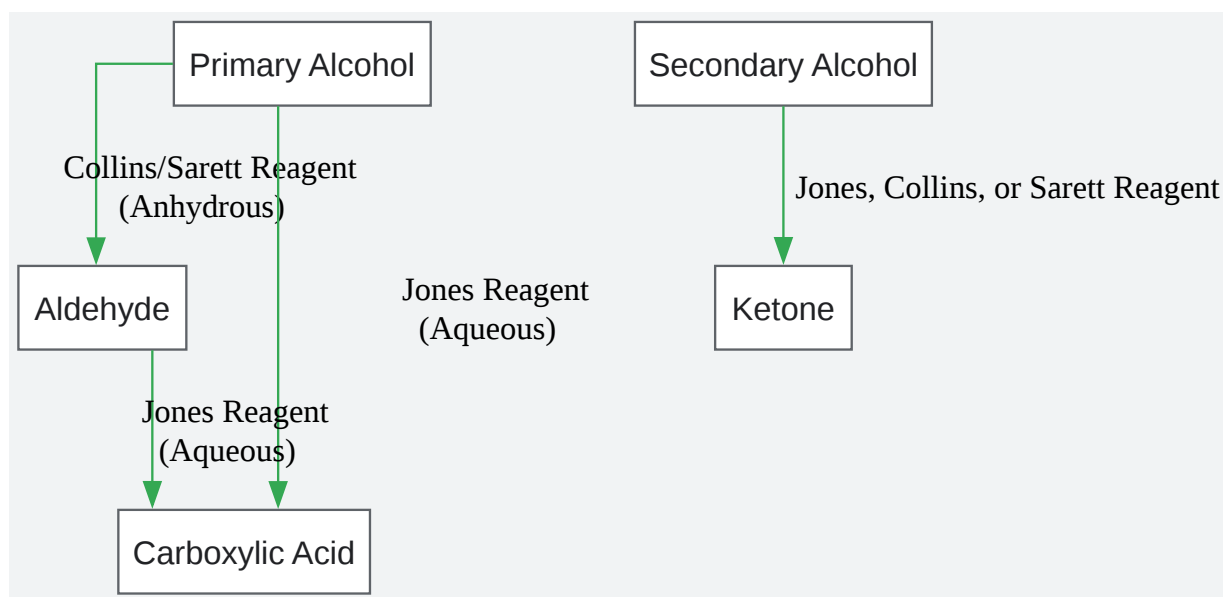 Primary Alcohol
Secondary Alcohol
Collins/Sarett Reagent
(Anhydrous)
Jones, Collins, or Sarett Reagent
Aldehyde
Jones Reagent
(Aqueous)
Ketone
Jones Reagent
(Aqueous)
Carboxylic Acid